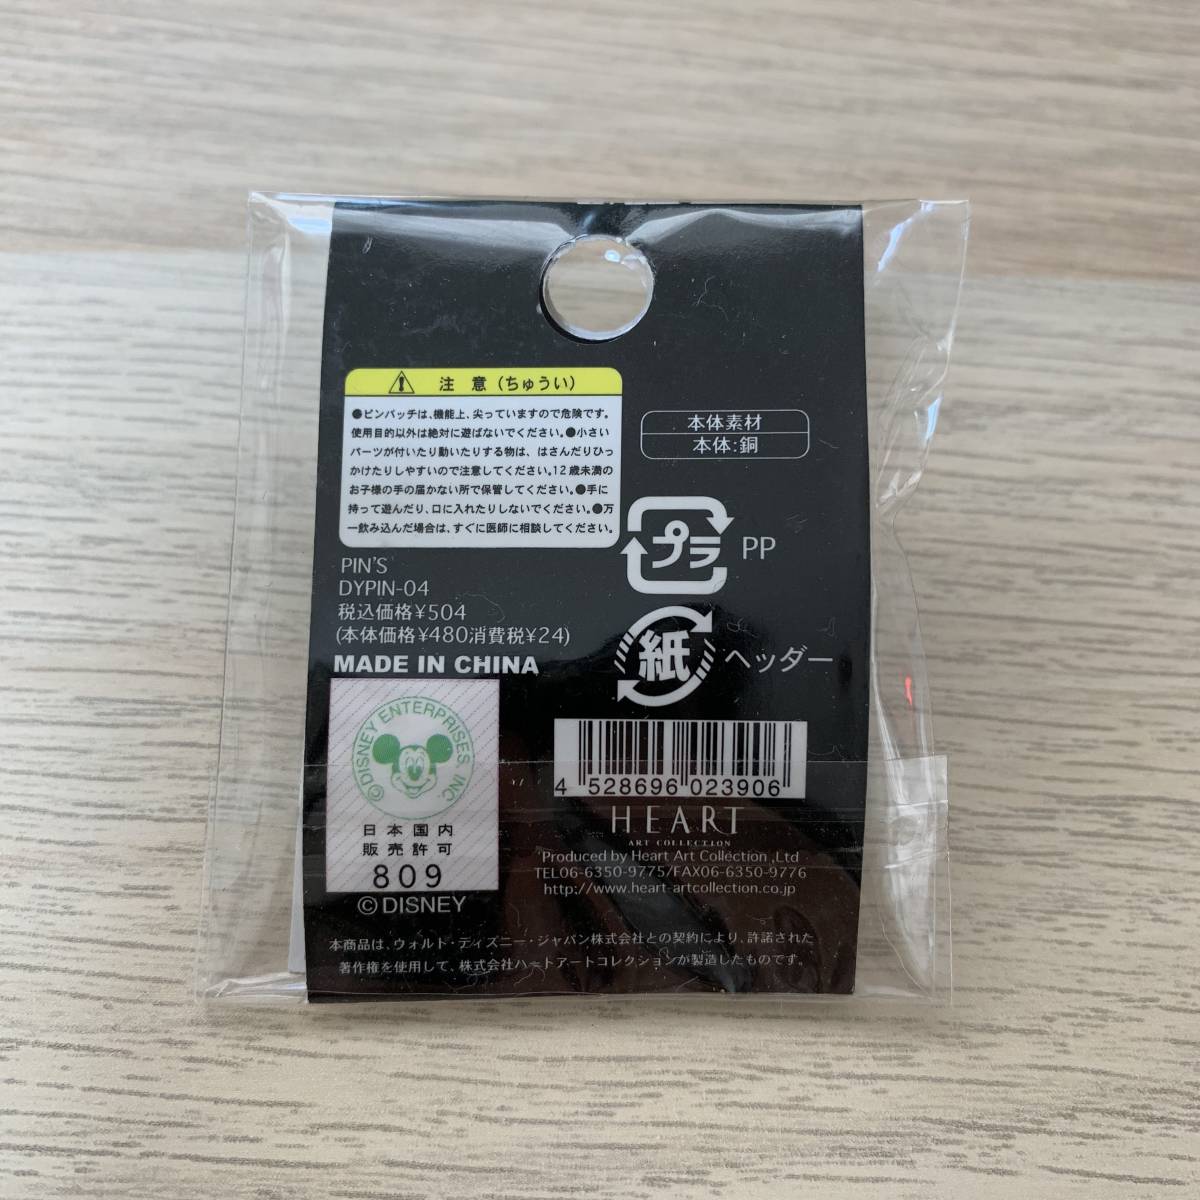 注 意（ちゅうい）
●ピンバッチは、機能上、尖っていますので危険です。
使用目的以外は絶対に遊ばないでください。●小さい
パーツが付いたり動いたりする物は、はさんだりひっ
かけたりしやすいので注意してください。12歳未満の
お子様の手の届かない所で保管してください。●手に
持って遊んだり、口に入れたりしないでください。●万
一飲み込んだ場合は、すぐに医師に相談してください。
本体素材
本体:銅
プラ PP
紙 ヘッダー
PIN'S
DYPIN-04
税込価格¥504
(本体価格¥480消費税¥24)
MADE IN CHINA
©DISNEY ENTERPRISES, INC
日本国内
販売許可
809
©DISNEY
4 528696 023906
HEART
ART COLLECTION
Produced by Heart Art Collection ,Ltd
TEL06-6350-9775/FAX06-6350-9776
http://www.heart-artcollection.co.jp
本商品は、ウォルト・ディズニー・ジャパン株式会社との契約により、許諾された
著作権を使用して、株式会社ハートアートコレクションが製造したものです。